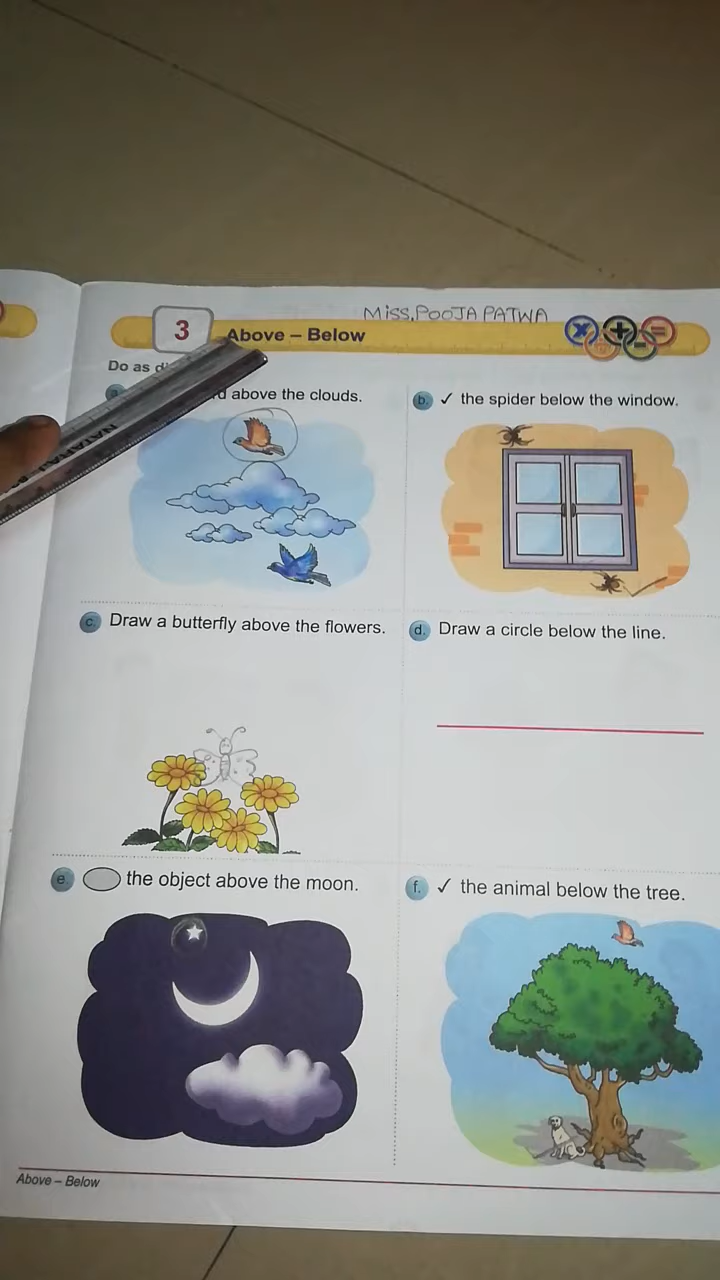 Miss.POOJA PATWA
3
Above – Below
Do as
above the clouds.
b. ✓ the spider below the window.
c. Draw a butterfly above the flowers.
d. Draw a circle below the line.
e. the object above the moon.
f. ✓ the animal below the tree.
Above – Below
NATARAJ